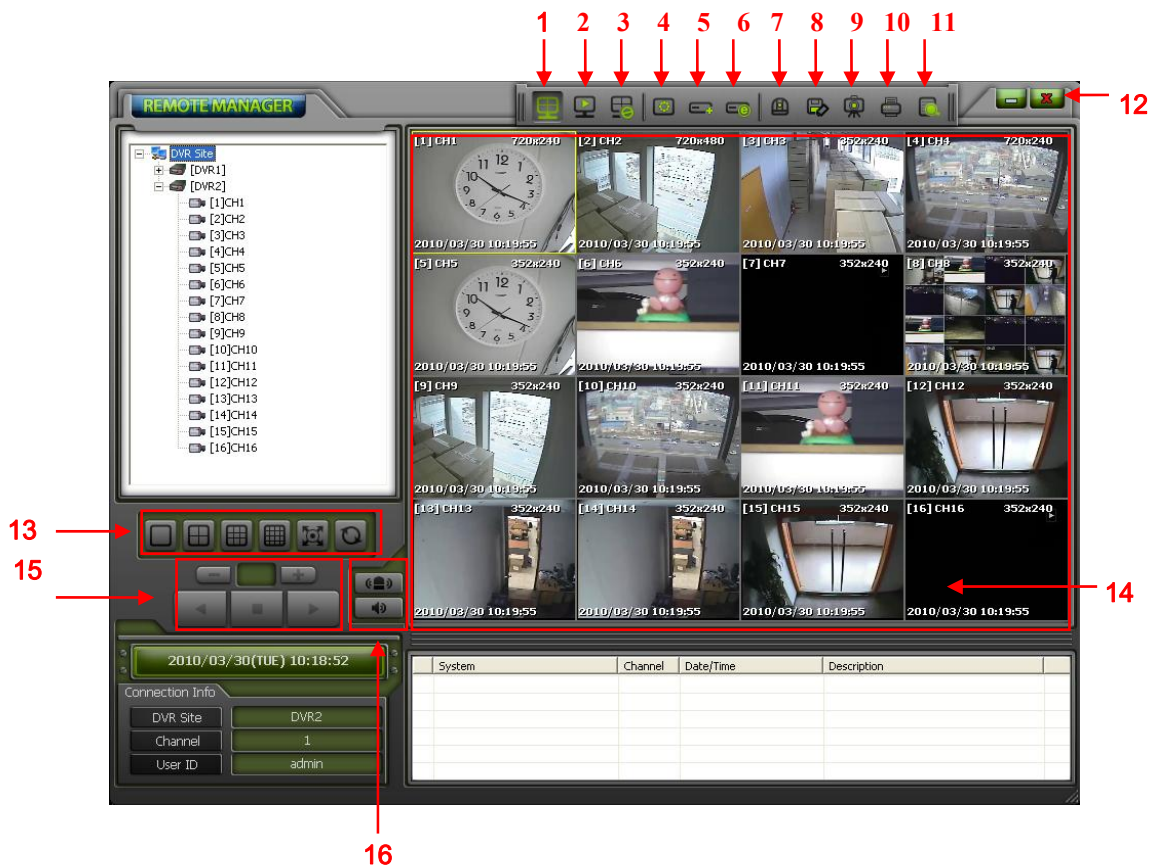 1 2 3 4 5 6 7 8 9 10 11
REMOTE MANAGER
12
DVR Site
[DVR1]
[DVR2]
[1]CH1
[2]CH2
[3]CH3
[4]CH4
[5]CH5
[6]CH6
[7]CH7
[8]CH8
[9]CH9
[10]CH10
[11]CH11
[12]CH12
[13]CH13
[14]CH14
[15]CH15
[16]CH16
[1] CH1 720x240
2010/03/30 10:19:55
[2] CH2 720x480
2010/03/30 10:19:55
[3] CH3 352x240
2010/03/30 10:19:55
[4] CH4 720x240
2010/03/30 10:19:55
[5] CH5 352x240
2010/03/30 10:19:55
[6] CH6 352x240
2010/03/30 10:19:55
[7] CH7 352x240
2010/03/30 10:19:55
[8] CH8 352x240
2010/03/30 10:19:55
[9] CH9 352x240
2010/03/30 10:19:55
[10] CH10 352x240
2010/03/30 10:19:55
[11] CH11 352x240
2010/03/30 10:19:55
[12] CH12 352x240
2010/03/30 10:19:55
[13] CH13 352x240
2010/03/30 10:19:55
[14] CH14 352x240
2010/03/30 10:19:55
[15] CH15 352x240
2010/03/30 10:19:55
[16] CH16 352x240
2010/03/30 10:19:55
13
15
14
2010/03/30(TUE) 10:18:52
Connection Info
DVR Site DVR2
Channel 1
User ID admin
System Channel Date/Time Description
16